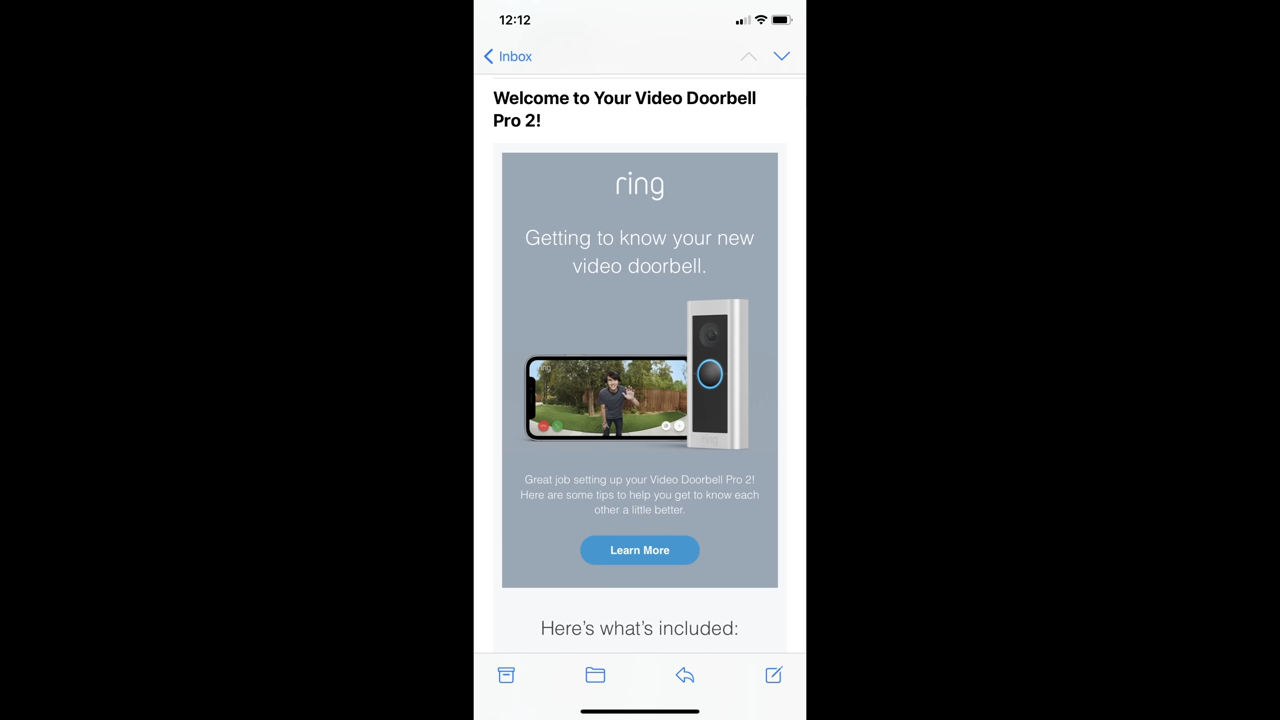 12:12
Inbox
Welcome to Your Video Doorbell
Pro 2!
ring
Getting to know your new
video doorbell.
ring
ring
Great job setting up your Video Doorbell Pro 2!
Here are some tips to help you get to know each
other a little better.
Learn More
Here's what's included: